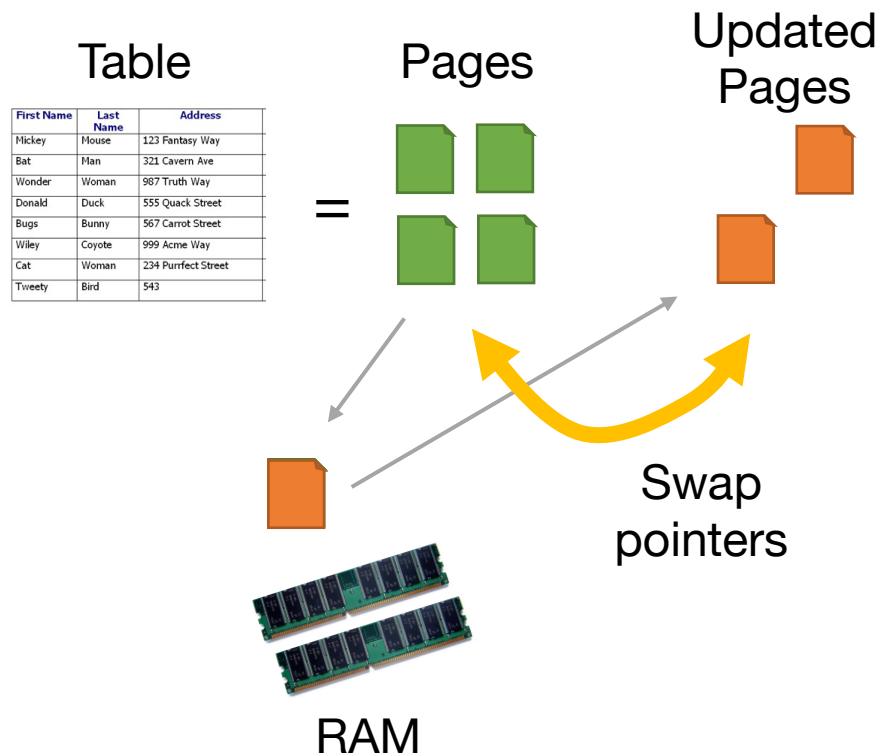 Table
Pages
Updated
Pages
First Name Last Name Address
Mickey Mouse 123 Fantasy Way
Bat Man 321 Cavern Ave
Wonder Woman 987 Truth Way
Donald Duck 555 Quack Street
Bugs Bunny 567 Carrot Street
Wiley Coyote 999 Acme Way
Cat Woman 234 Purrfect Street
Tweety Bird 543
=
Swap
pointers
RAM